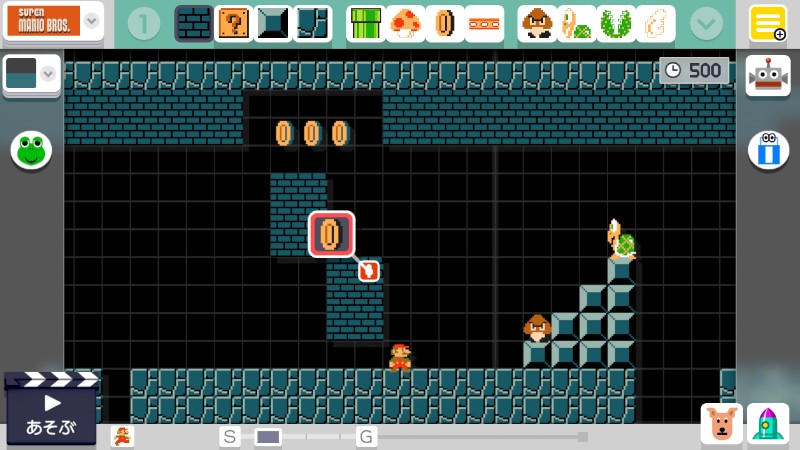 SUPER
MARIO BROS.
1
?
500
あそぶ
S
G